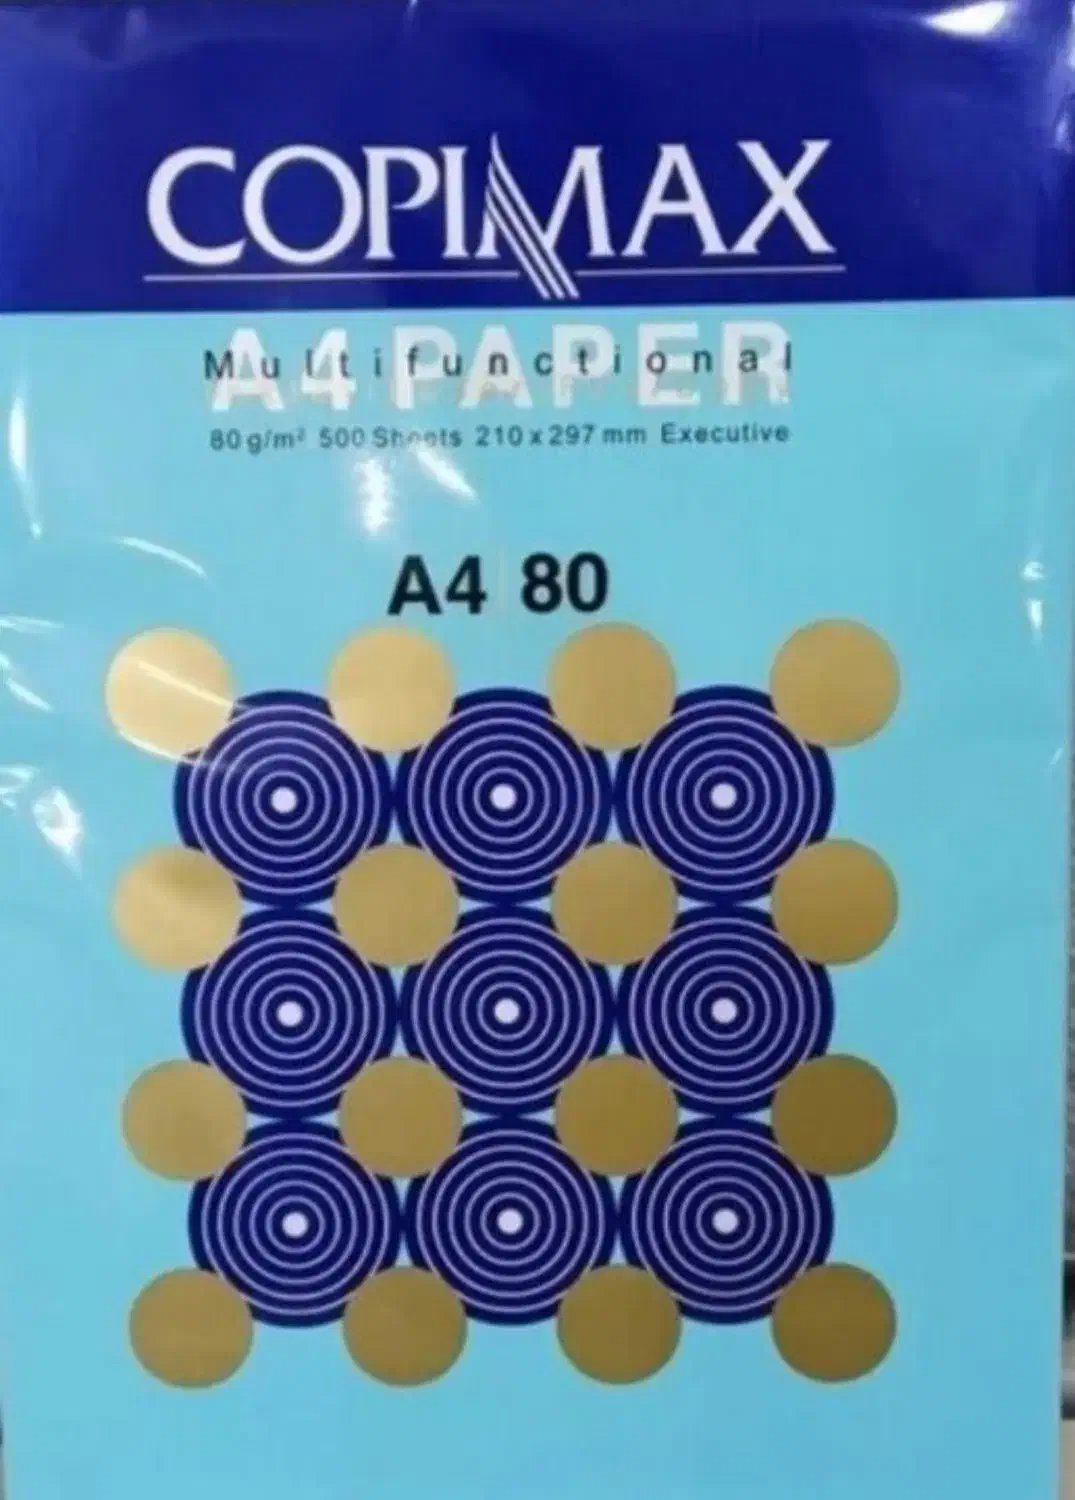 COPIMAX
A4 PAPER
Multifunctional
80 g/m² 500 Sheets 210 x 297 mm Executive
A4 80